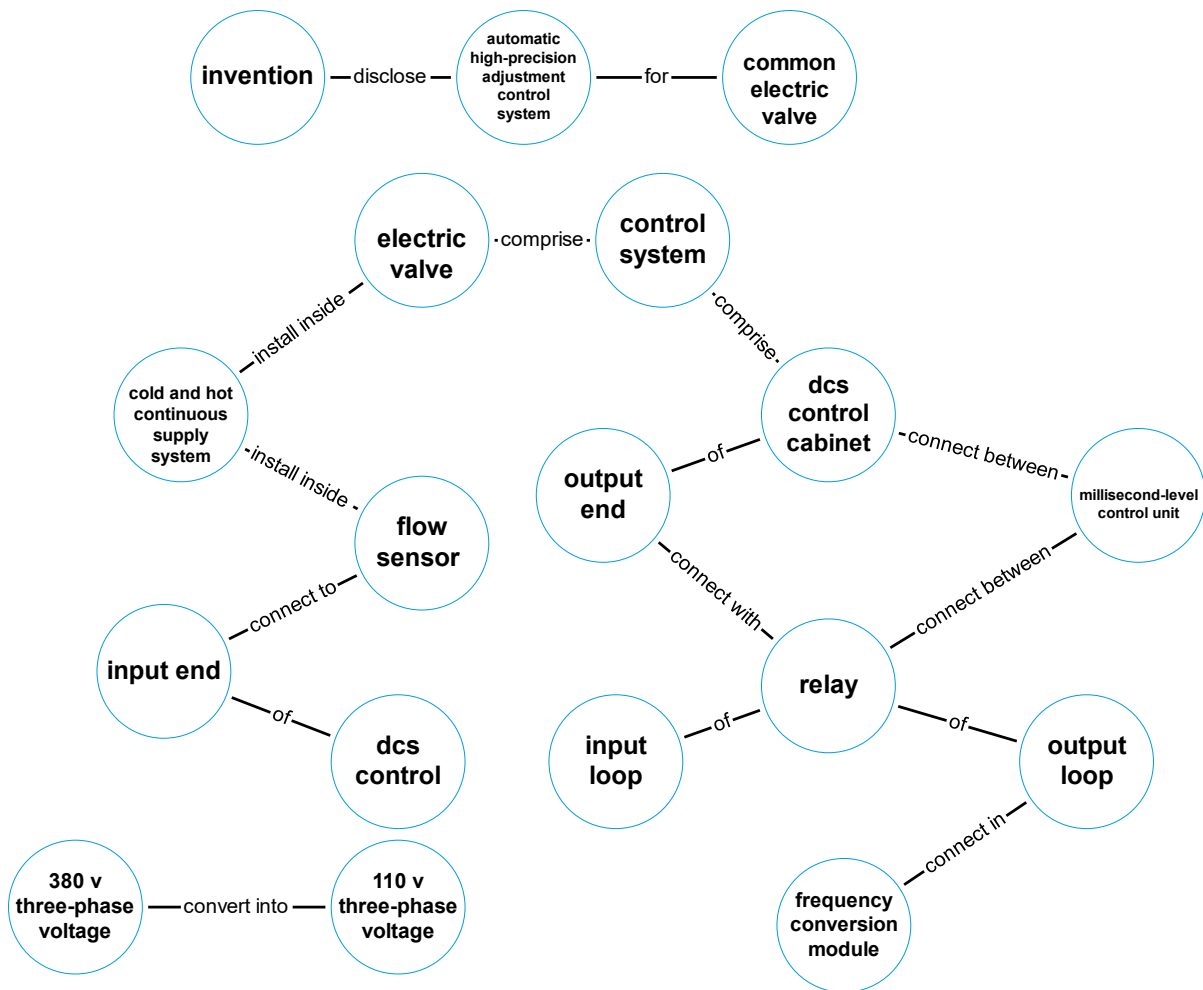 invention
disclose
automatic
high-precision
adjustment
control
system
for
common
electric
valve
electric
valve
comprise
control
system
install inside
comprise
cold and hot
continuous
supply
system
dcs
control
cabinet
install inside
of
connect between
output
end
millisecond-level
control unit
flow
sensor
connect to
connect with
connect between
input end
relay
of
of
of
dcs
control
input
loop
output
loop
connect in
380 v
three-phase
voltage
convert into
110 v
three-phase
voltage
frequency
conversion
module